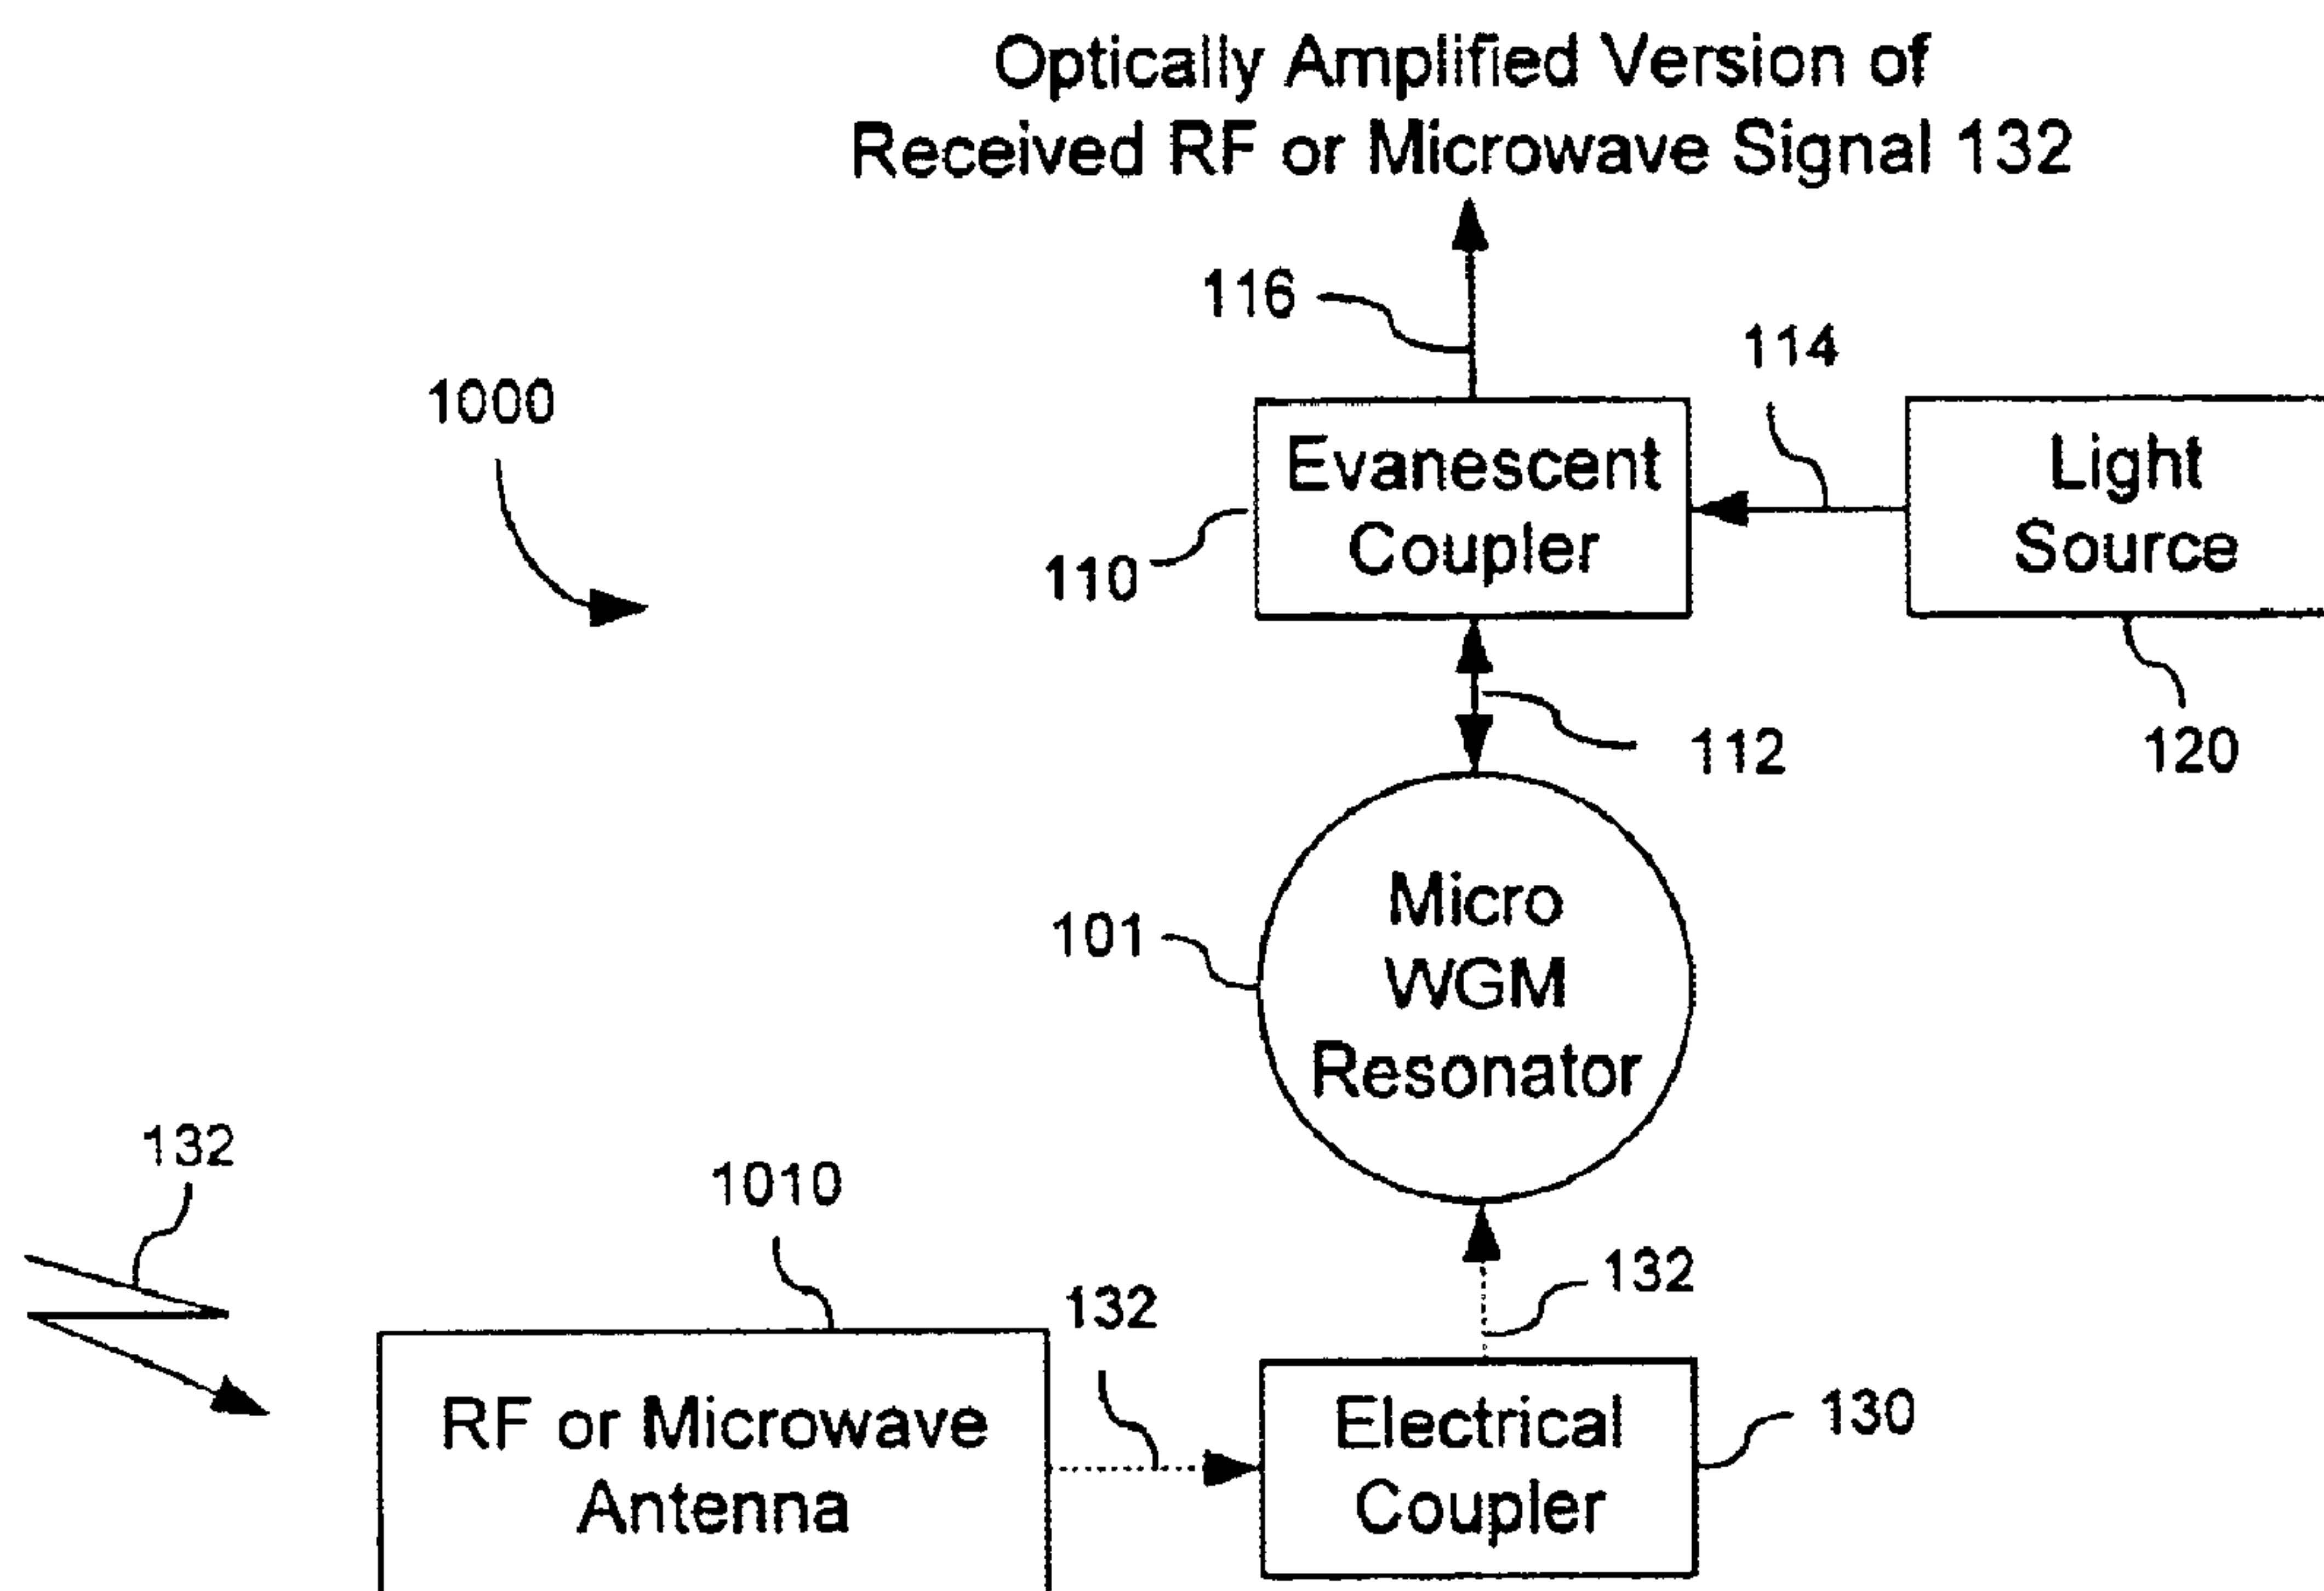 Optically Amplified Version of
Received RF or Microwave Signal 132
116
114
1000
Evanescent
Coupler
Light
Source
110
112
120
Micro
WGM
Resonator
101
132
1010
132
132
RF or Microwave
Antenna
Electrical
Coupler
130